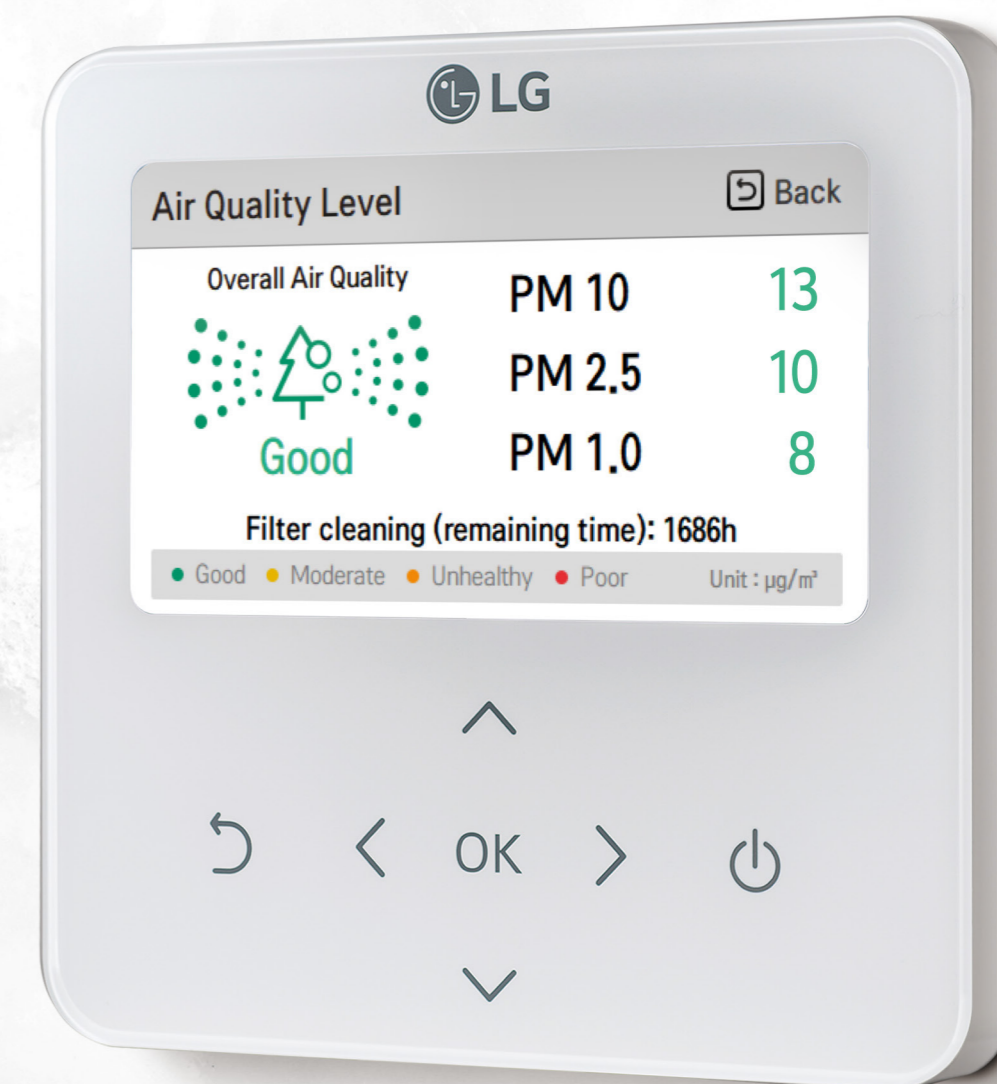 LG
Air Quality Level
Back
Overall Air Quality
Good
PM 10 13
PM 2.5 10
PM 1.0 8
Filter cleaning (remaining time): 1686h
Good Moderate Unhealthy Poor Unit : μg/m³
OK